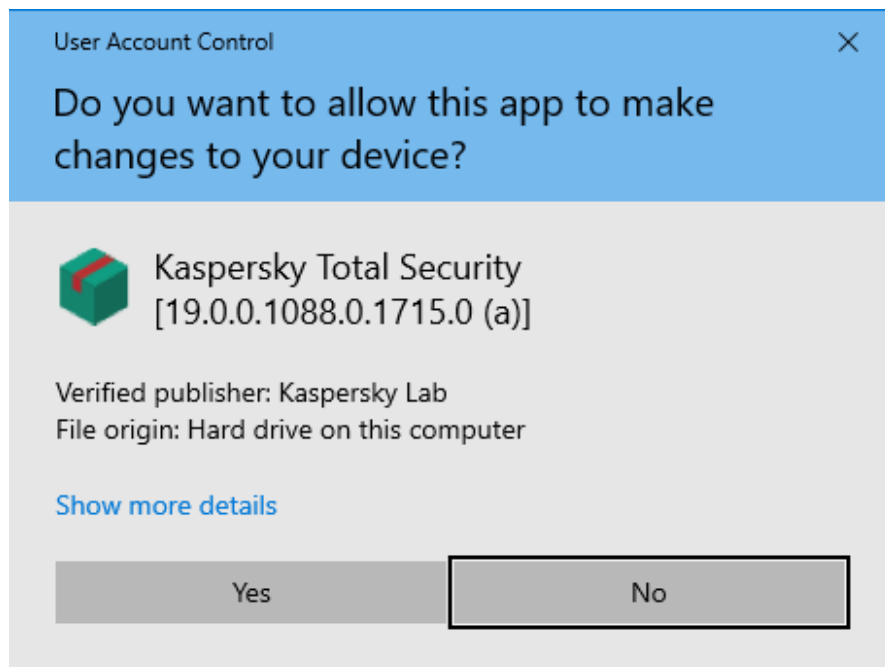 User Account Control
Do you want to allow this app to make
changes to your device?
Kaspersky Total Security
[19.0.0.1088.0.1715.0 (a)]
Verified publisher: Kaspersky Lab
File origin: Hard drive on this computer
Show more details
Yes
No